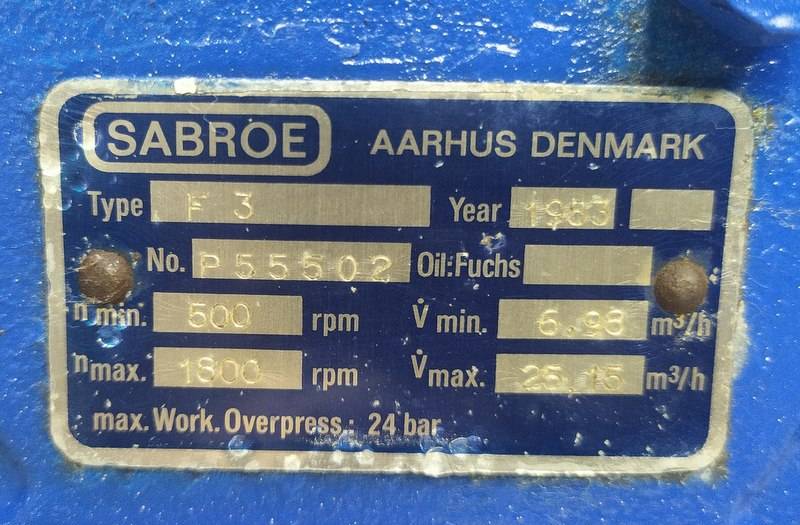 SABROE AARHUS DENMARK
Type F 3 Year 1983
No. P55502 Oil:Fuchs
n min. 500 rpm V̇ min. 6.98 m³/h
n max. 1800 rpm V̇ max. 25.15 m³/h
max. Work. Overpress.: 24 bar